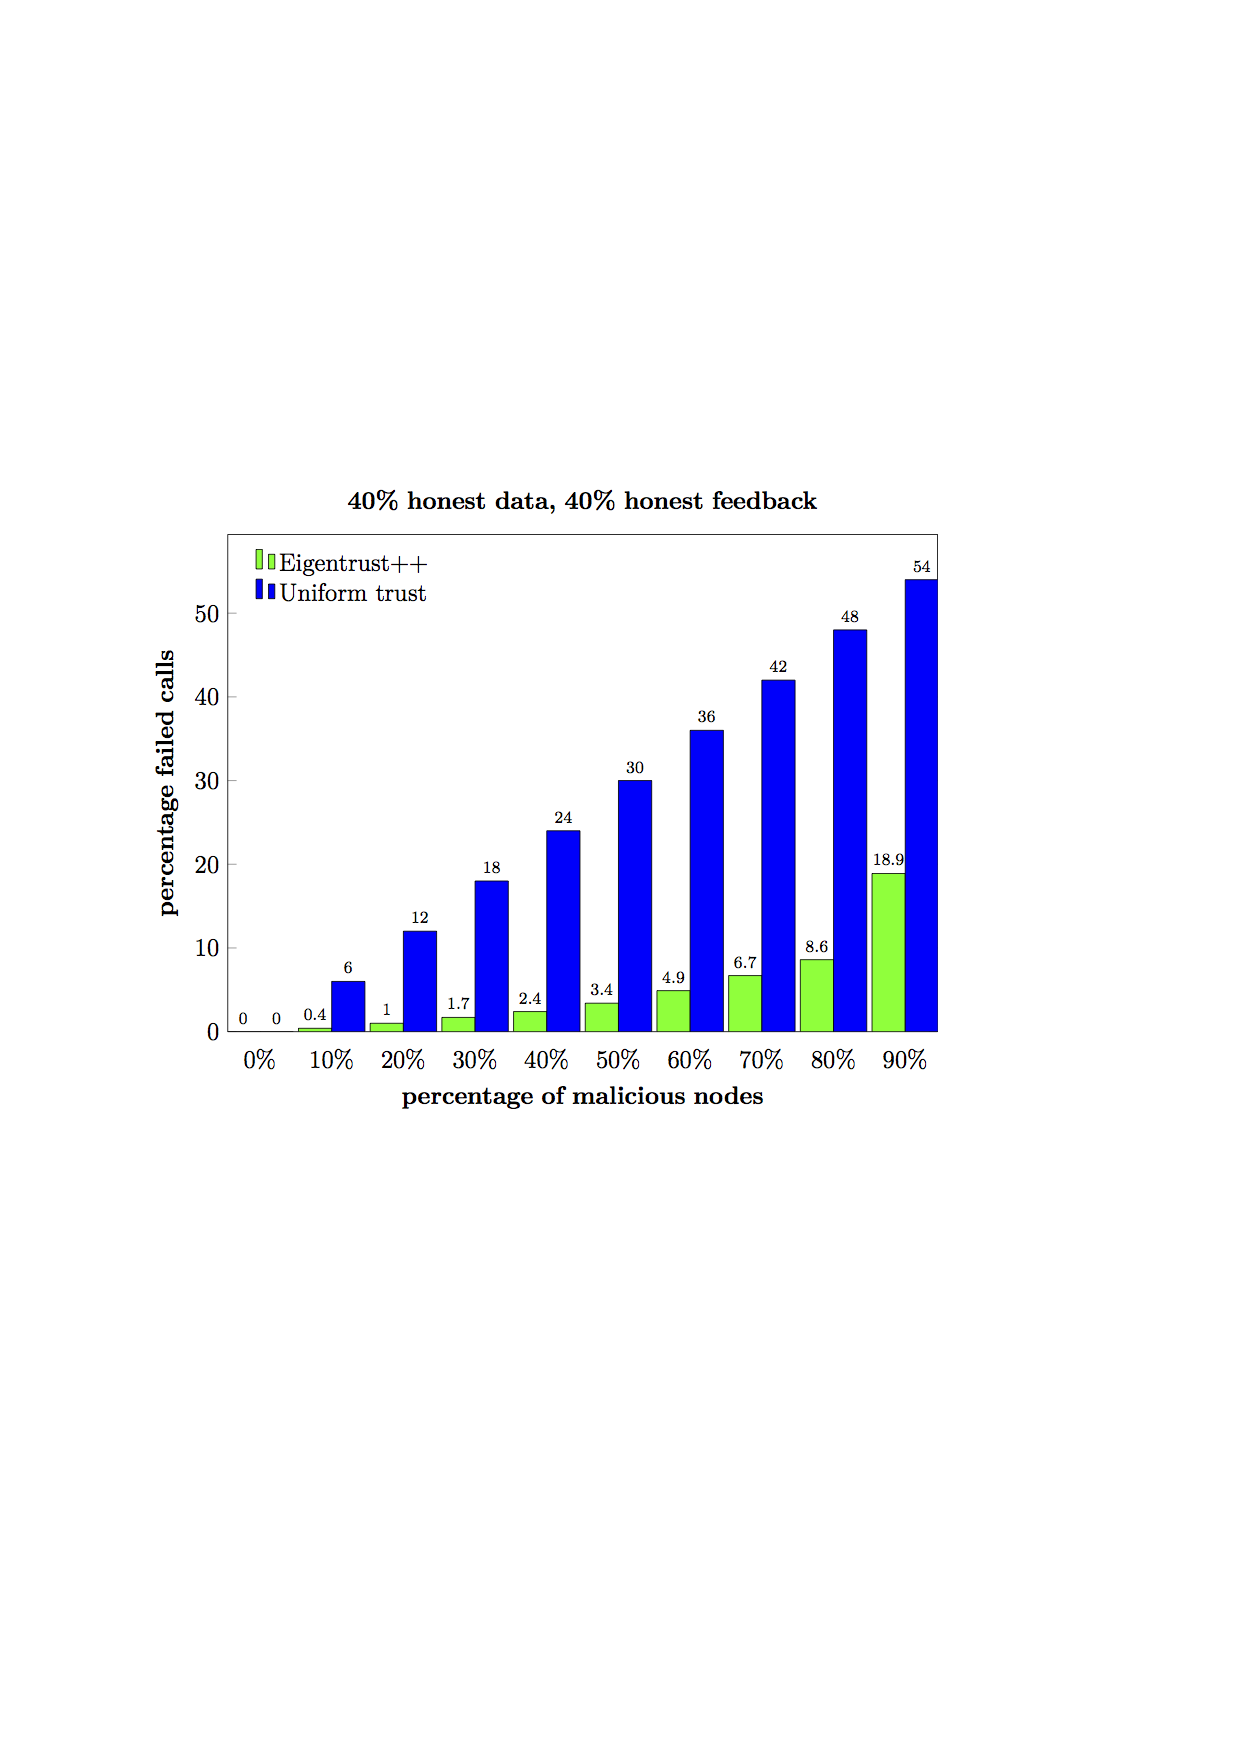 40% honest data, 40% honest feedback
Eigentrust++
Uniform trust
percentage failed calls
50
40
30
20
10
0
0 0
0.4 6
1 12
1.7 18
2.4 24
3.4 30
4.9 36
6.7 42
8.6 48
18.9 54
0% 10% 20% 30% 40% 50% 60% 70% 80% 90%
percentage of malicious nodes